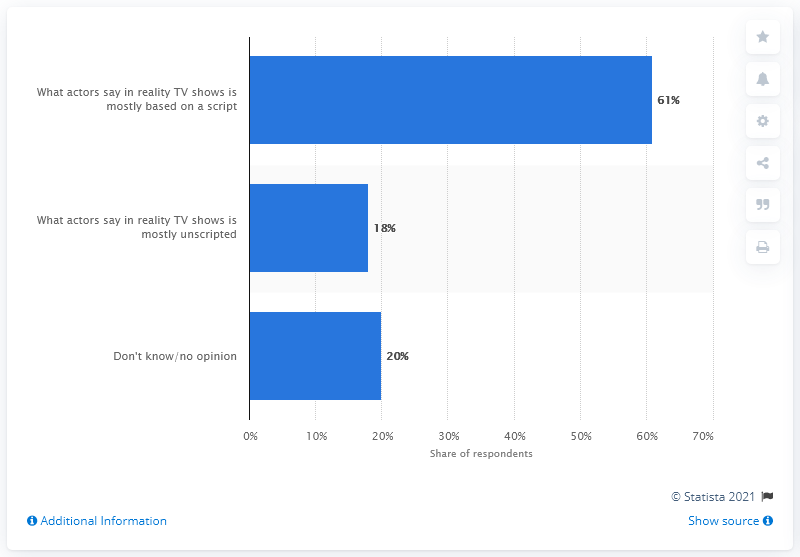 What actors say in reality TV shows is
mostly based on a script
61%
What actors say in reality TV shows is
mostly unscripted
18%
Don't know/no opinion
20%
0% 10% 20% 30% 40% 50% 60% 70%
Share of respondents
© Statista 2021
Additional Information
Show source